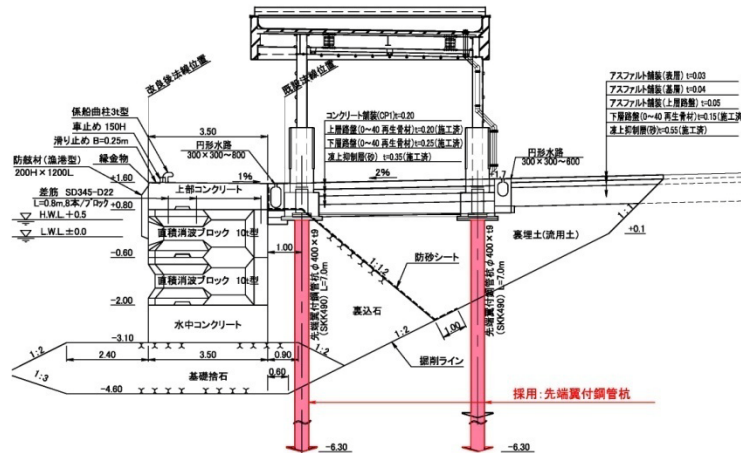 改良後法線位置
既設法線位置
係船曲柱3t型
車止め 150H
滑り止め B=0.25m
縁金物
防舷材(漁港型)
200H×1200L
+1.60
差筋 SD345-D22
L=0.8m,8本/ブロック
+0.80
H.W.L +0.5
L.W.L ±0.0
3.50
上部コンクリート
1%
円形水路
300×300~800
コンクリート舗装(CP1)t=0.20
上層路盤(0~40 再生骨材)t=0.20(施工済)
下層路盤(0~40 再生骨材)t=0.25(施工済)
凍上抑制層(砂) t=0.35(施工済)
2%
アスファルト舗装(表層) t=0.03
アスファルト舗装(基層) t=0.04
アスファルト舗装(上層路盤) t=0.05
下層路盤(0~40 再生骨材)t=0.15(施工済)
凍上抑制層(砂)t=0.55(施工済)
円形水路
300×300~600
+1.7
直積消波ブロック 10t型
-0.60
1.00
直積消波ブロック 10t型
-2.00
水中コンクリート
-3.10
2.40
3.50
0.90
0.60
1:2
1:3
1:2
基礎捨石
-4.60
先端翼付鋼管杭φ400×t9
(SKK490) L=7.0m
1:1.2
防砂シート
裏込石
1.00
1:2
掘削ライン
先端翼付鋼管杭φ400×t9
(SKK490) L=7.0m
裏埋土(流用土)
1:1
+0.1
採用:先端翼付鋼管杭
-6.30
-6.30